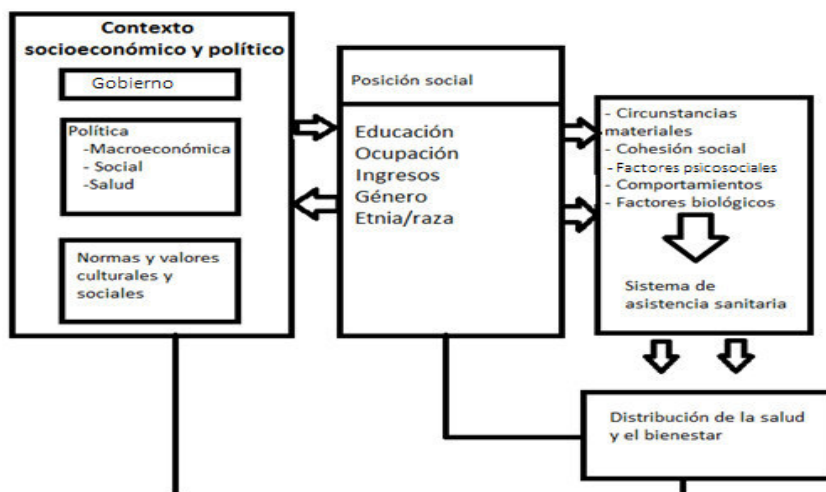 Contexto
socioeconómico y político
Gobierno
Política
-Macroeconómica
- Social
-Salud
Normas y valores
culturales y
sociales
Posición social
Educación
Ocupación
Ingresos
Género
Etnia/raza
- Circunstancias
materiales
- Cohesión social
- Factores psicosociales
- Comportamientos
- Factores biológicos
Sistema de
asistencia sanitaria
Distribución de la salud
y el bienestar